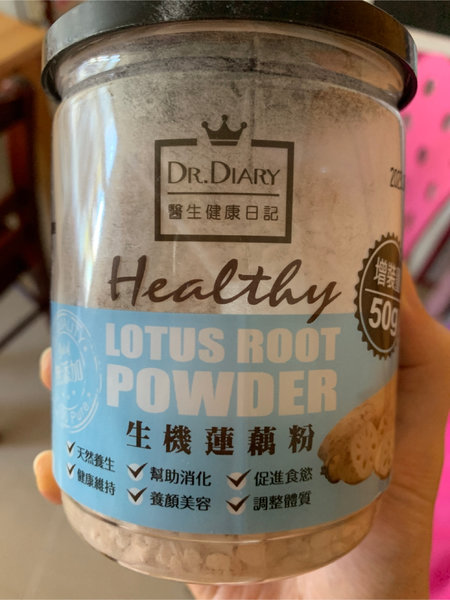 DR.DIARY
醫生健康日記
Healthy
增裝
50g
LOTUS ROOT
POWDER
生機蓮藕粉
天然養生
幫助消化
促進食慾
健康維持
養顏美容
調整體質